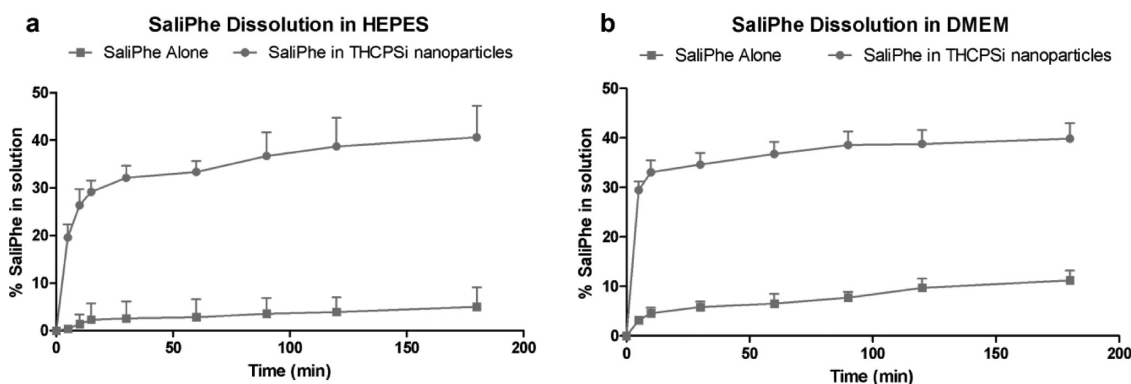 a
SaliPhe Dissolution in HEPES
SaliPhe Alone
SaliPhe in THCPSi nanoparticles
% SaliPhe in solution
50
40
30
20
10
0
0 50 100 150 200
Time (min)
b
SaliPhe Dissolution in DMEM
SaliPhe Alone
SaliPhe in THCPSi nanoparticles
% SaliPhe in solution
50
40
30
20
10
0
0 50 100 150 200
Time (min)